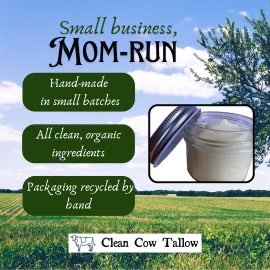 Small business,
MOM-RUN
Hand-made
in small batches
All clean, organic
ingredients
Packaging recycled by
hand
Clean Cow Tallow